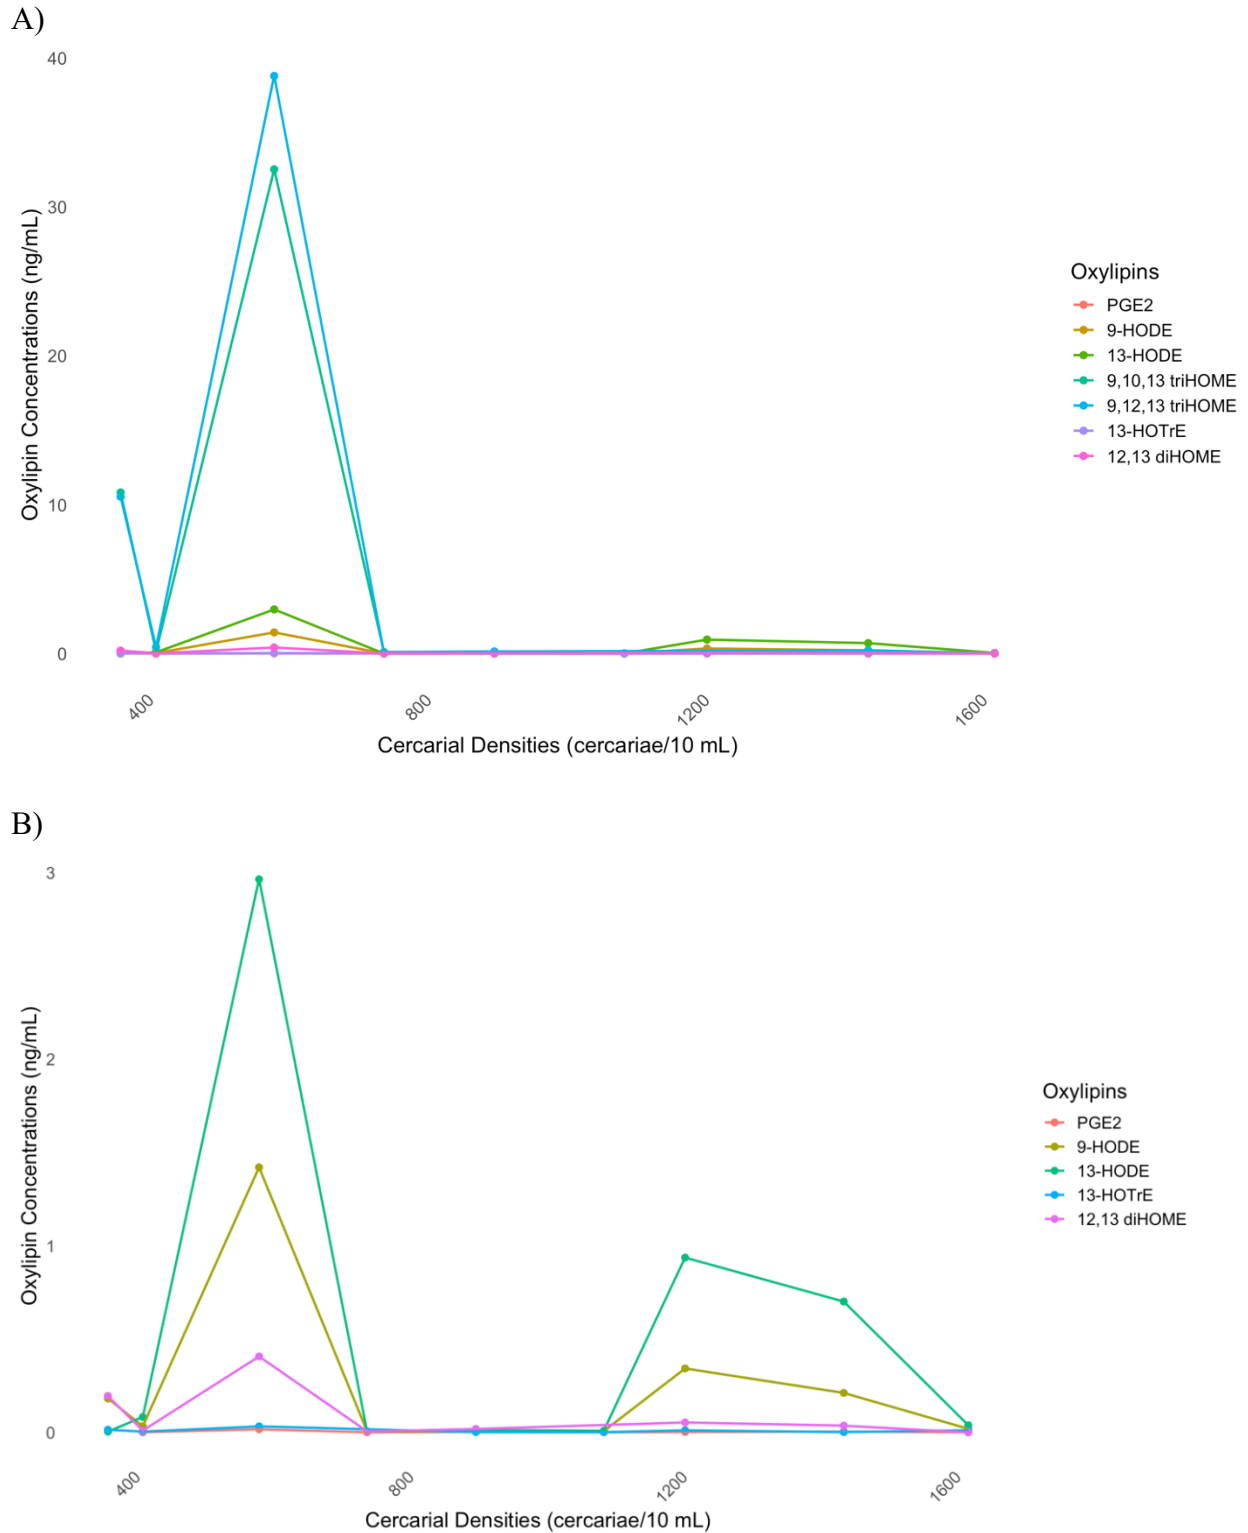 A)
40
30
20
10
0
Oxylipin Concentrations (ng/mL)
400
800
1200
1600
Cercarial Densities (cercariae/10 mL)
Oxylipins
PGE2
9-HODE
13-HODE
9,10,13 triHOME
9,12,13 triHOME
13-HOTrE
12,13 diHOME
B)
3
2
1
0
Oxylipin Concentrations (ng/mL)
400
800
1200
1600
Cercarial Densities (cercariae/10 mL)
Oxylipins
PGE2
9-HODE
13-HODE
13-HOTrE
12,13 diHOME